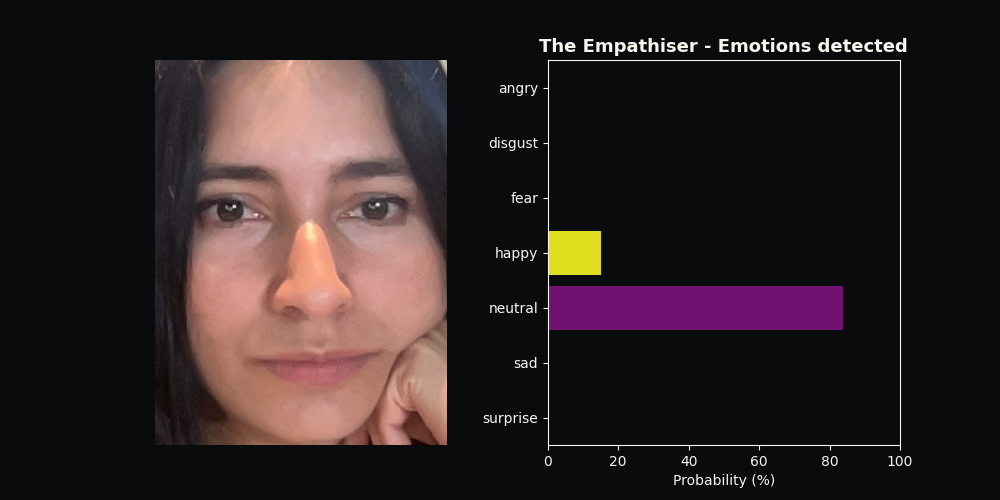 The Empathiser - Emotions detected
angry
disgust
fear
happy
neutral
sad
surprise
0 20 40 60 80 100
Probability (%)